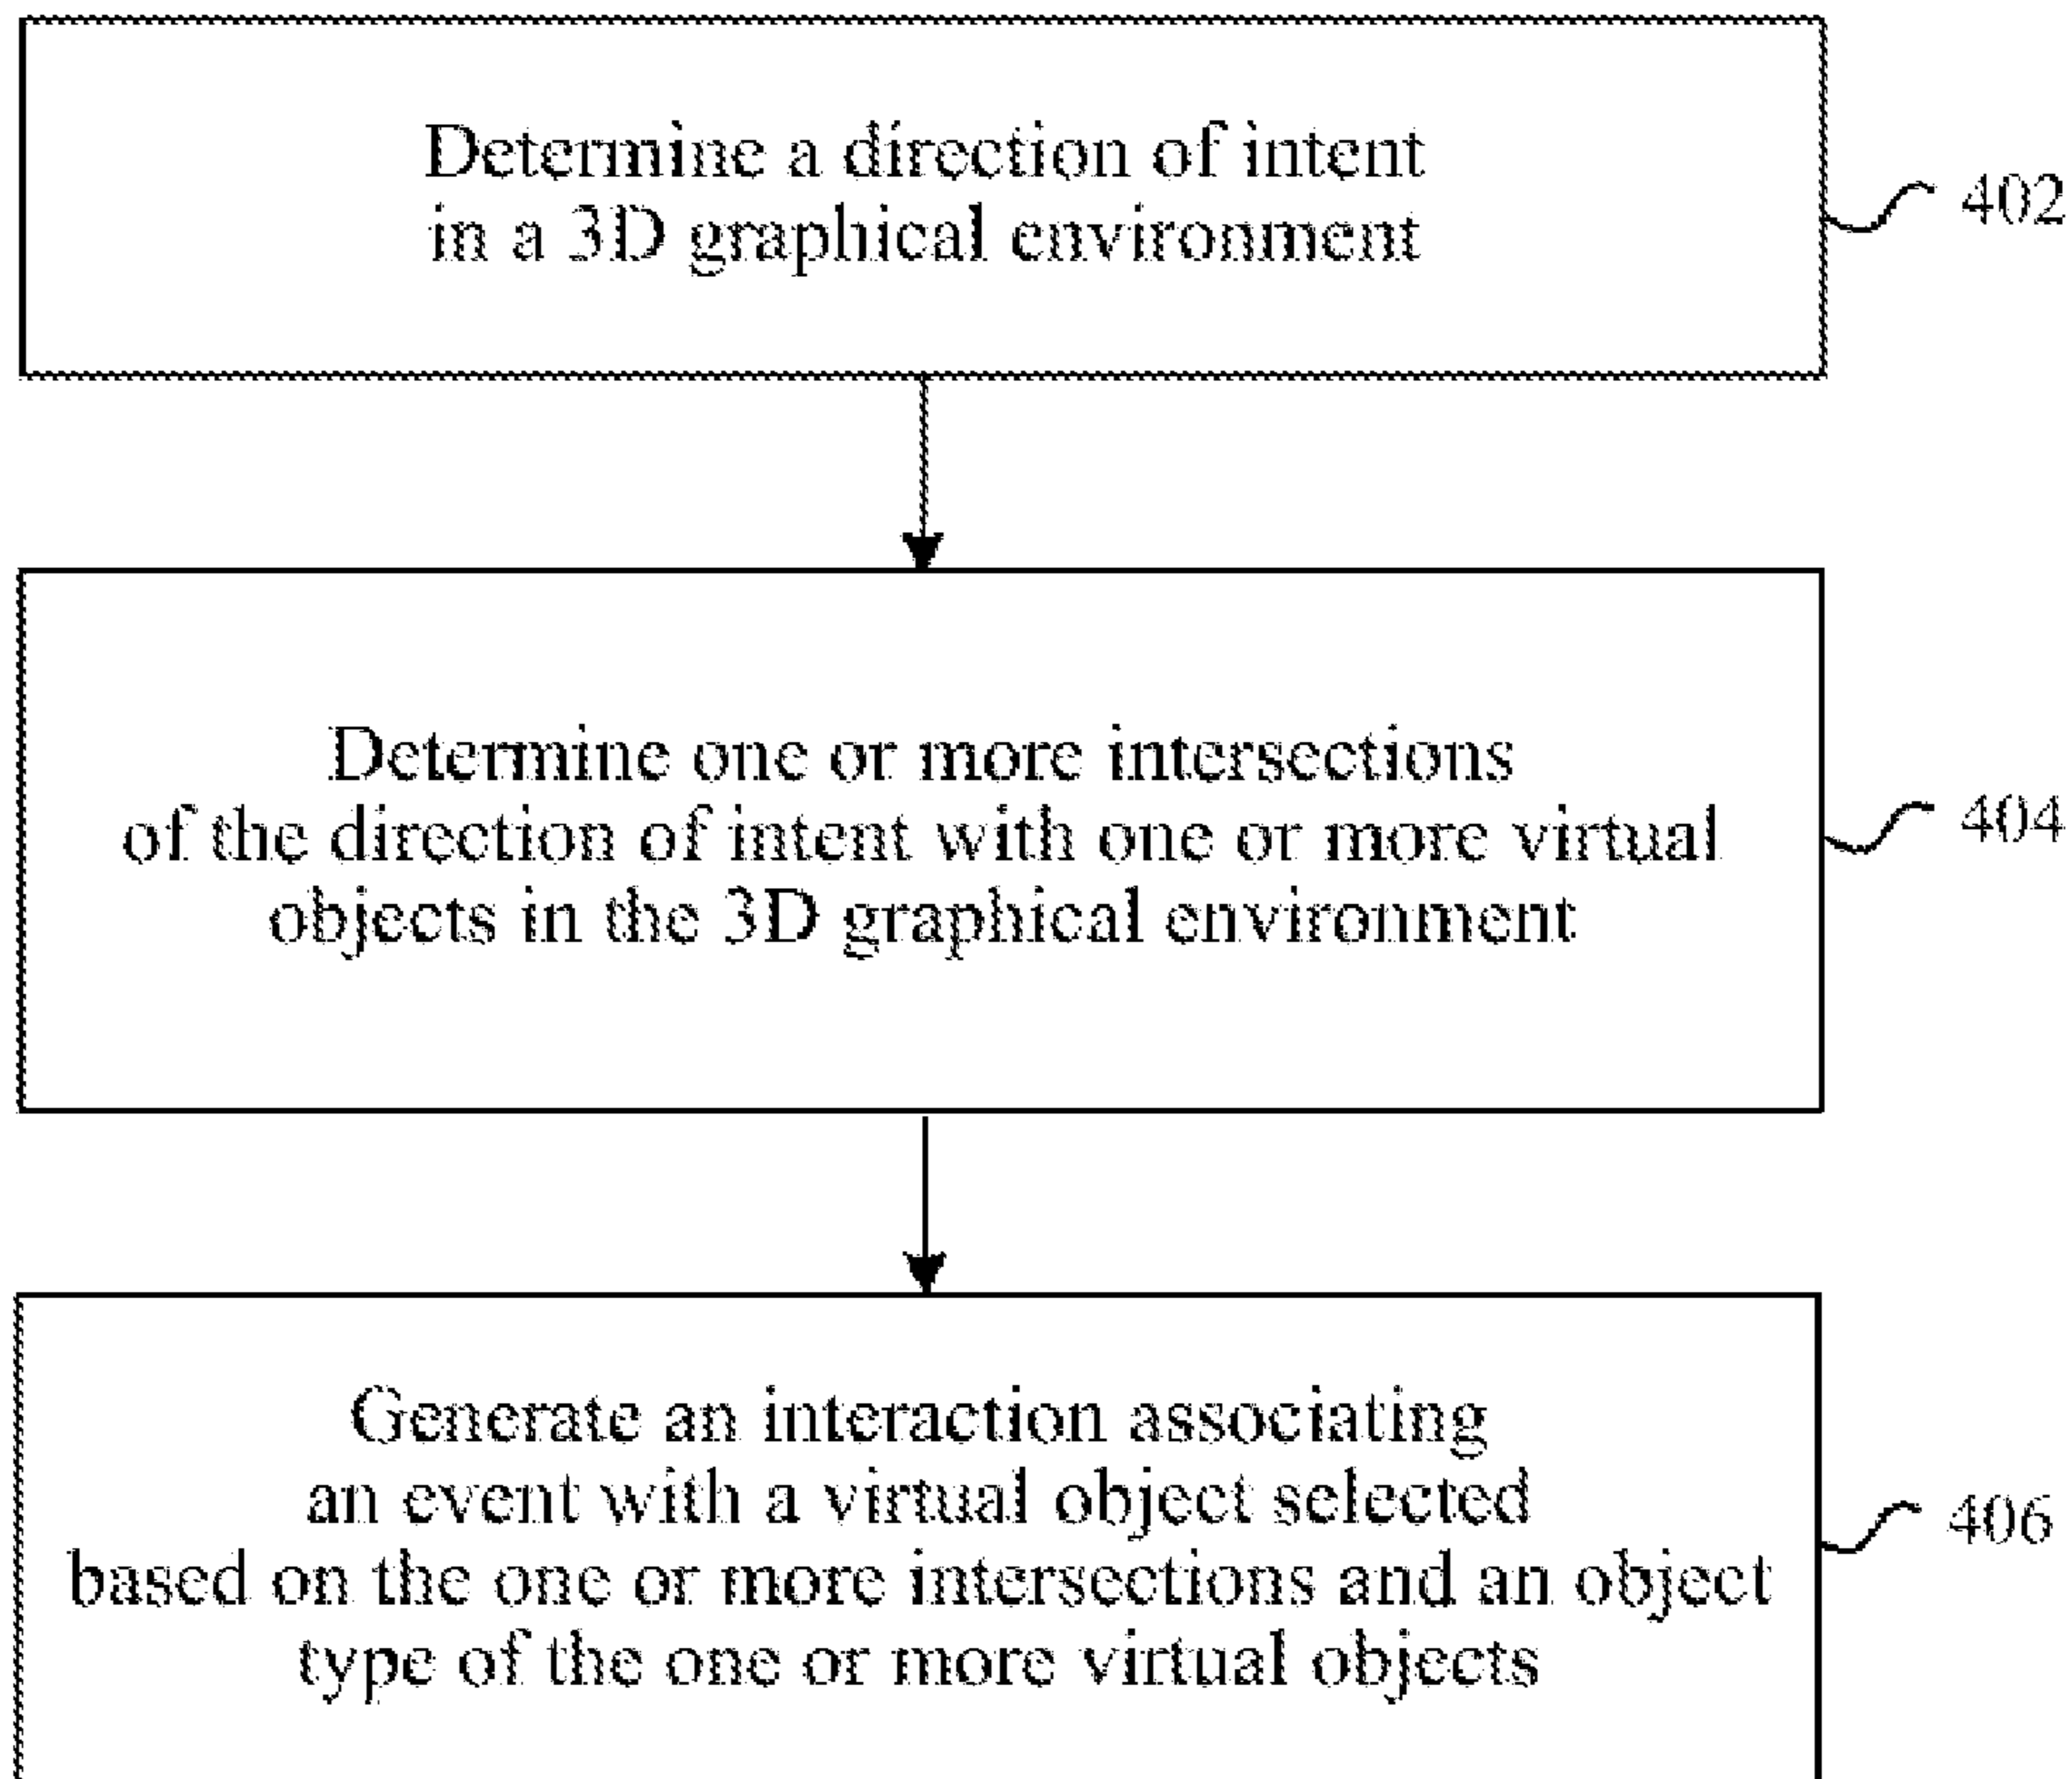 Determine a direction of intent
in a 3D graphical environment
402
Determine one or more intersections
of the direction of intent with one or more virtual
objects in the 3D graphical environment
404
Generate an interaction associating
an event with a virtual object selected
based on the one or more intersections and an object
type of the one or more virtual objects
406